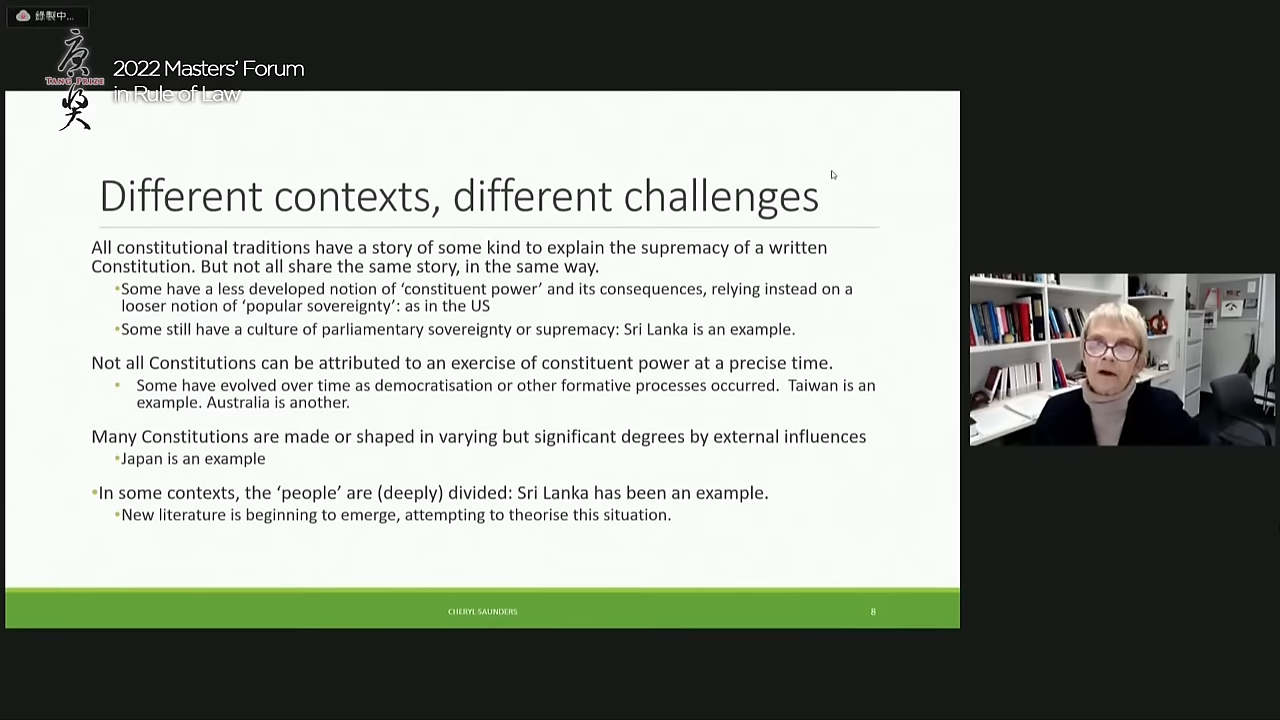 錄製中...
唐獎
TANG PRIZE
2022 Masters' Forum
in Rule of Law
Different contexts, different challenges
All constitutional traditions have a story of some kind to explain the supremacy of a written
Constitution. But not all share the same story, in the same way.
•Some have a less developed notion of ‘constituent power’ and its consequences, relying instead on a
looser notion of ‘popular sovereignty’: as in the US
•Some still have a culture of parliamentary sovereignty or supremacy: Sri Lanka is an example.
Not all Constitutions can be attributed to an exercise of constituent power at a precise time.
• Some have evolved over time as democratisation or other formative processes occurred.  Taiwan is an
example. Australia is another.
Many Constitutions are made or shaped in varying but significant degrees by external influences
•Japan is an example
•In some contexts, the ‘people’ are (deeply) divided: Sri Lanka has been an example.
•New literature is beginning to emerge, attempting to theorise this situation.
CHERYL SAUNDERS
8